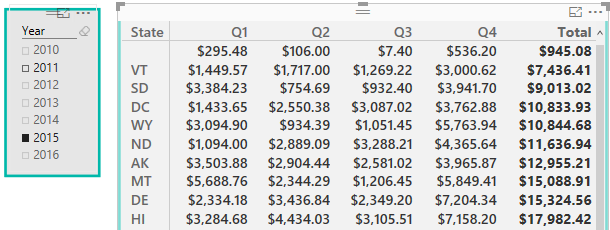 Year
2010
2011
2012
2013
2014
2015
2016
State Q1 Q2 Q3 Q4 Total
$295.48 $106.00 $7.40 $536.20 $945.08
VT $1,449.57 $1,717.00 $1,269.22 $3,000.62 $7,436.41
SD $3,384.23 $754.69 $932.40 $3,941.70 $9,013.02
DC $1,433.65 $2,550.38 $3,087.02 $3,762.88 $10,833.93
WY $3,094.90 $934.39 $1,051.45 $5,763.94 $10,844.68
ND $1,094.00 $2,889.09 $3,288.21 $4,365.64 $11,636.94
AK $3,503.88 $2,904.44 $2,581.02 $3,965.87 $12,955.21
MT $5,688.76 $2,344.29 $1,206.45 $5,849.41 $15,088.91
DE $2,334.18 $3,436.84 $2,349.20 $7,204.34 $15,324.56
HI $3,284.68 $4,434.03 $3,105.51 $7,158.20 $17,982.42